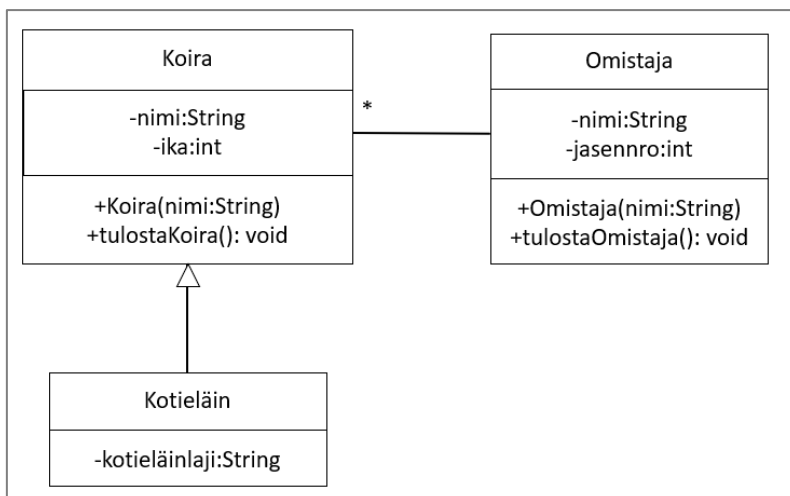 Koira
-nimi:String
-ika:int
+Koira(nimi:String)
+tulostaKoira(): void
*
Omistaja
-nimi:String
-jasennro:int
+Omistaja(nimi:String)
+tulostaOmistaja(): void
Kotieläin
-kotieläinlaji:String